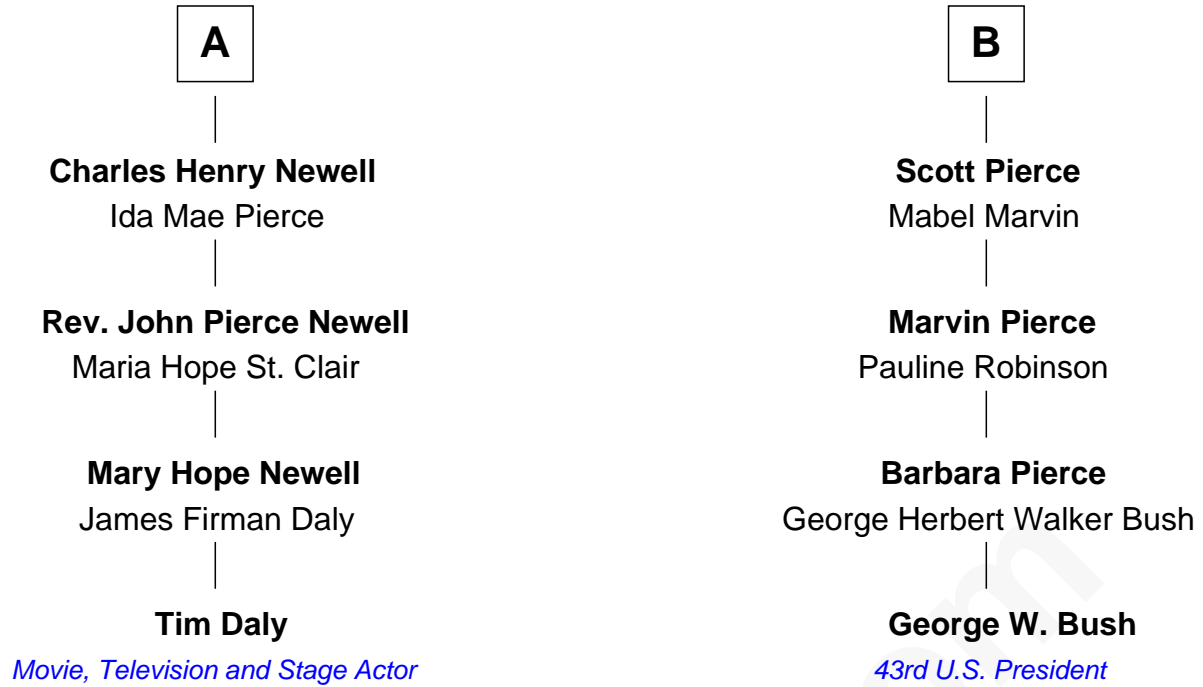 A
Charles Henry Newell
Ida Mae Pierce
Rev. John Pierce Newell
Maria Hope St. Clair
Mary Hope Newell
James Firman Daly
Tim Daly
Movie, Television and Stage Actor
B
Scott Pierce
Mabel Marvin
Marvin Pierce
Pauline Robinson
Barbara Pierce
George Herbert Walker Bush
George W. Bush
43rd U.S. President
om